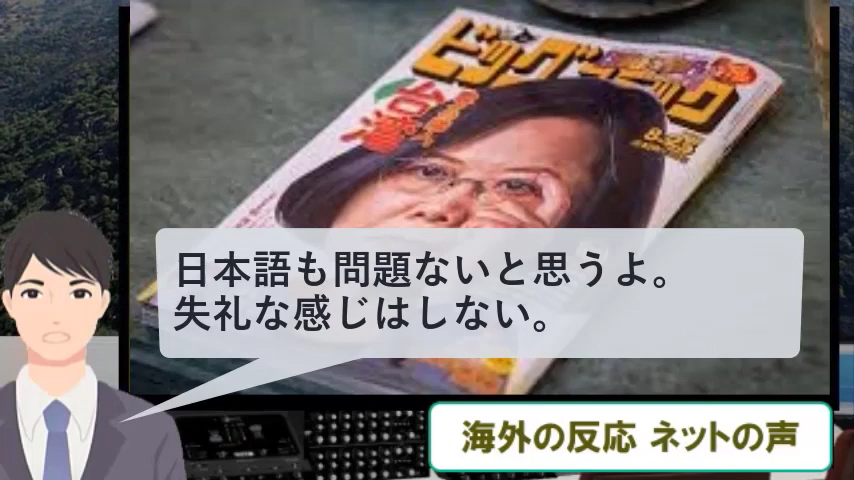 ビッグコミック
台湾
日本語も問題ないと思うよ。
失礼な感じはしない。
海外の反応 ネットの声